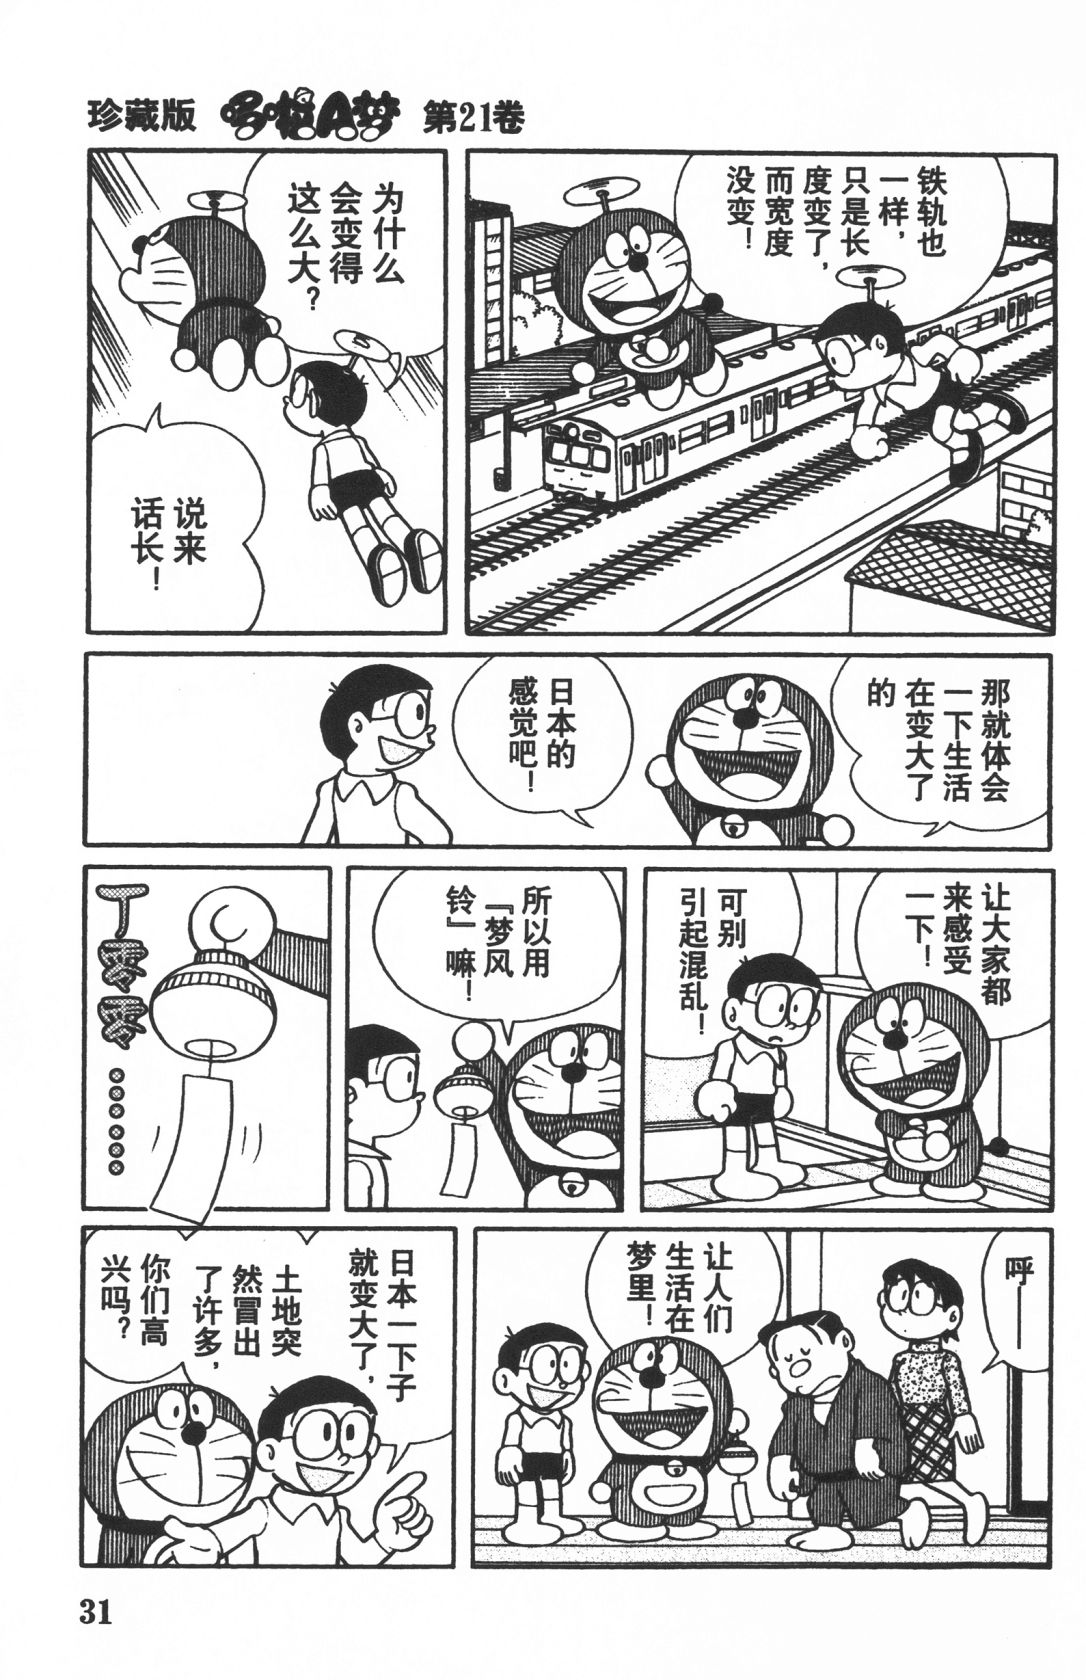 珍藏版 哆啦A梦 第21卷
铁轨也
一样，
只是长
度变了，
而宽度
没变！
为什么
会变得
这么大？
说来
话长！
那就体会
一下生活
在变大了
的
日本的
感觉吧！
让大家都
来感受
一下！
可别
引起混乱！
所以用
『梦风
铃』嘛！
丁零零……
呼——
让人们
生活在
梦里！
日本一下子
就变大了，
土地突
然冒出
了许多，
你们高
兴吗？
31